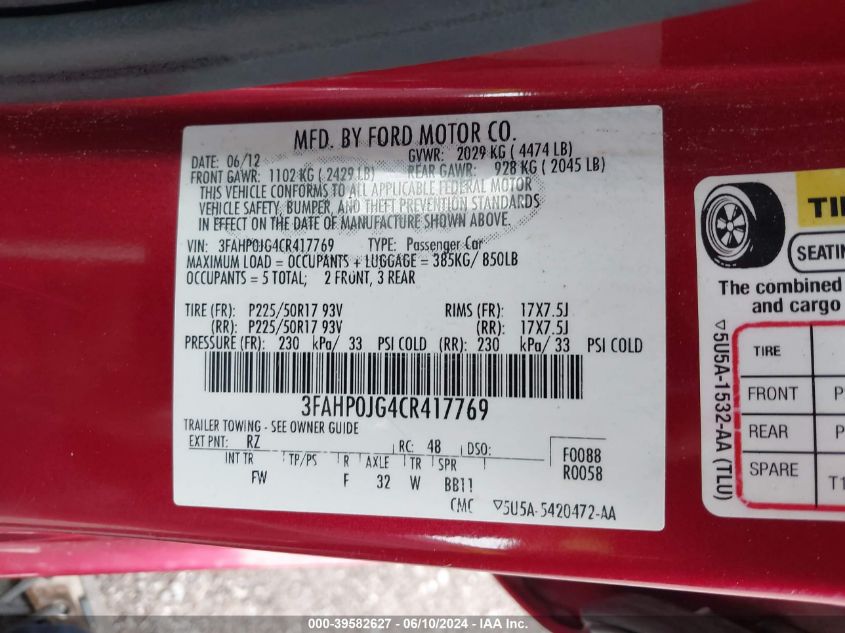 MFD. BY FORD MOTOR CO.
DATE: 06/12 GVWR: 2029 KG ( 4474 LB)
FRONT GAWR: 1102 KG ( 2429 LB) REAR GAWR: 928 KG ( 2045 LB)
THIS VEHICLE CONFORMS TO ALL APPLICABLE FEDERAL MOTOR
VEHICLE SAFETY, BUMPER, AND THEFT PREVENTION STANDARDS
IN EFFECT ON THE DATE OF MANUFACTURE SHOWN ABOVE.
VIN: 3FAHP0JG4CR417769 TYPE: Passenger Car
MAXIMUM LOAD = OCCUPANTS + LUGGAGE = 385KG/ 850LB
OCCUPANTS = 5 TOTAL; 2 FRONT, 3 REAR
TIRE (FR): P225/50R17 93V RIMS (FR): 17X7.5J
(RR): P225/50R17 93V (RR): 17X7.5J
PRESSURE (FR): 230 kPa/ 33 PSI COLD (RR): 230 kPa/ 33 PSI COLD
3FAHP0JG4CR417769
TRAILER TOWING - SEE OWNER GUIDE
EXT PNT: RZ RC: 48 DSO: F0088
INT TR TP/PS R AXLE TR SPR R0058
FW F 32 W BB11
CMC ▽5U5A-5420472-AA
TI
SEATIN
The combined
and cargo
TIRE
FRONT P
REAR P
SPARE T1
▽5U5A-1532-AA (TLU)
000-39582627 - 06/10/2024 - IAA Inc.